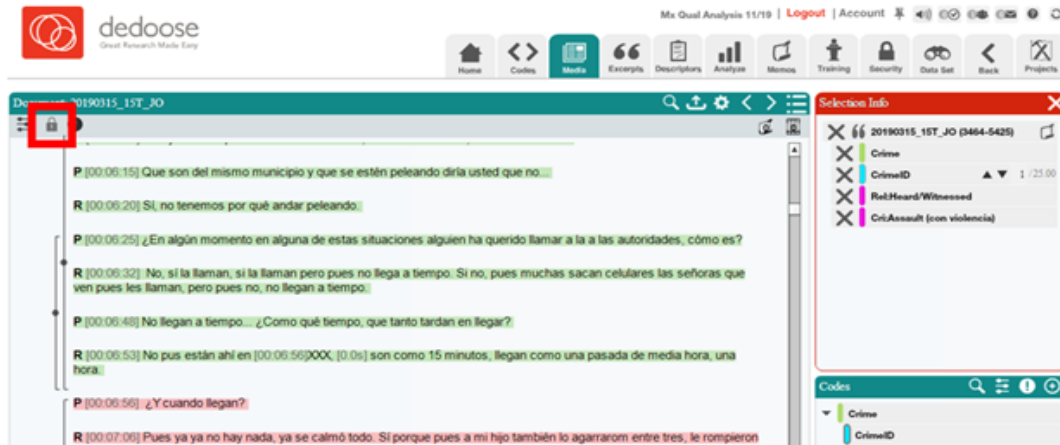 Mx Qual Analysis 11/19 | Logout | Account
dedoose
Great Research Made Easy
Home Codes Media Excerpts Descriptors Analyze Memos Training Security Data Set Back Projects
Document: 20190315_15T_JO
Selection Info
20190315_15T_JO (3464-5425)
Crime
CrimeID 1 /25.00
Rel:Heard/Witnessed
Cri:Assault (con violencia)
P [00:06:15] Que son del mismo municipio y que se estén peleando diría usted que no...
R [00:06:20] Sí, no tenemos por qué andar peleando.
P [00:06:25] ¿En algún momento en alguna de estas situaciones alguien ha querido llamar a la a las autoridades, cómo es?
R [00:06:32] No, sí la llaman, si la llaman pero pues no llega a tiempo. Si no, pues muchas sacan celulares las señoras que
ven pues les llaman, pero pues no, no llegan a tiempo.
P [00:06:48] No llegan a tiempo... ¿Como qué tiempo, que tanto tardan en llegar?
R [00:06:53] No pus están ahí en [00:06:56]XXX, [0.0s] son como 15 minutos, llegan como una pasada de media hora, una
hora.
P [00:06:56] ¿Y cuando llegan?
R [00:07:06] Pues ya ya no hay nada, ya se calmó todo. Sí porque pues a mi hijo también lo agarrarom entre tres, le rompieron
Codes
Crime
CrimeID